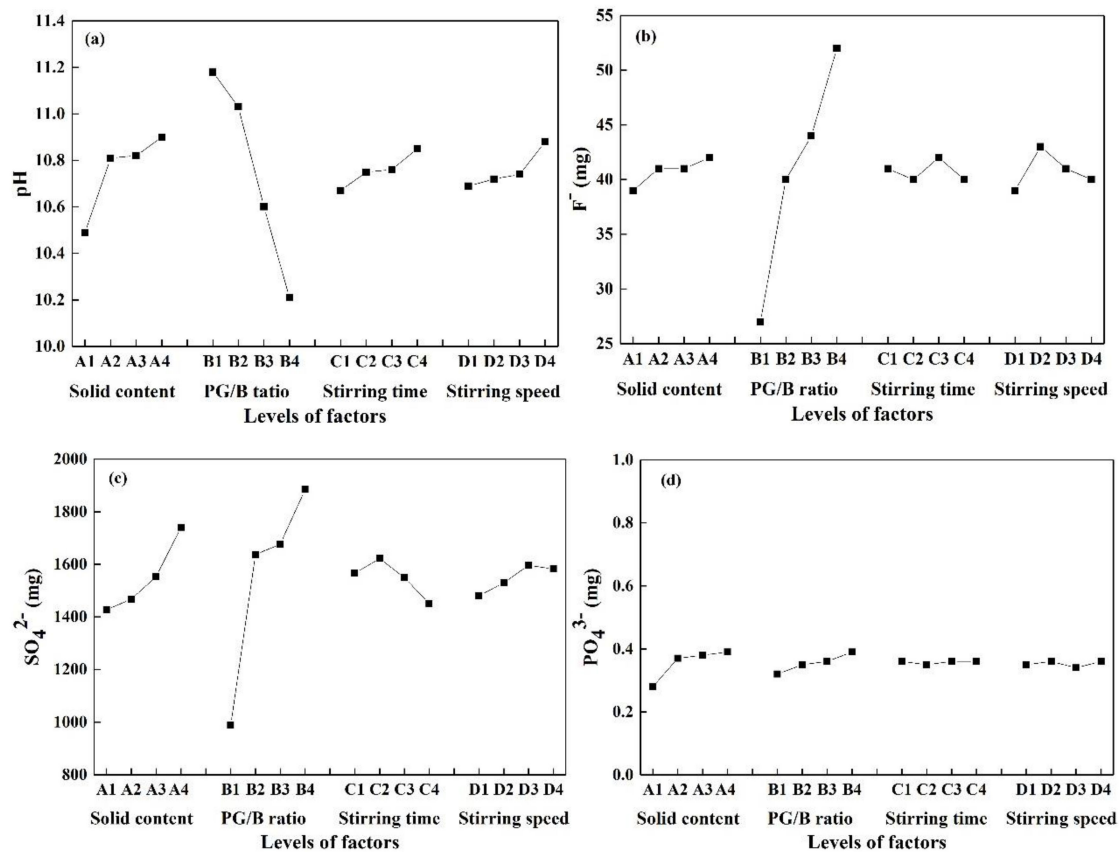 (a)
11.4
11.2
11.0
10.8
10.6
10.4
10.2
10.0
pH
A1 A2 A3 A4 B1 B2 B3 B4 C1 C2 C3 C4 D1 D2 D3 D4
Solid content PG/B tatio Stirring time Stirring speed
Levels of factors
(b)
55
50
45
40
35
30
25
F⁻ (mg)
A1 A2 A3 A4 B1 B2 B3 B4 C1 C2 C3 C4 D1 D2 D3 D4
Solid content PG/B ratio Stirring time Stirring speed
Levels of factors
(c)
2000
1800
1600
1400
1200
1000
800
SO₄²⁻ (mg)
A1 A2 A3 A4 B1 B2 B3 B4 C1 C2 C3 C4 D1 D2 D3 D4
Solid content PG/B ratio Stirring time Stirring speed
Levels of factors
(d)
1.0
0.8
0.6
0.4
0.2
0.0
PO₄³⁻ (mg)
A1 A2 A3 A4 B1 B2 B3 B4 C1 C2 C3 C4 D1 D2 D3 D4
Solid content PG/B ratio Stirring time Stirring speed
Levels of factors